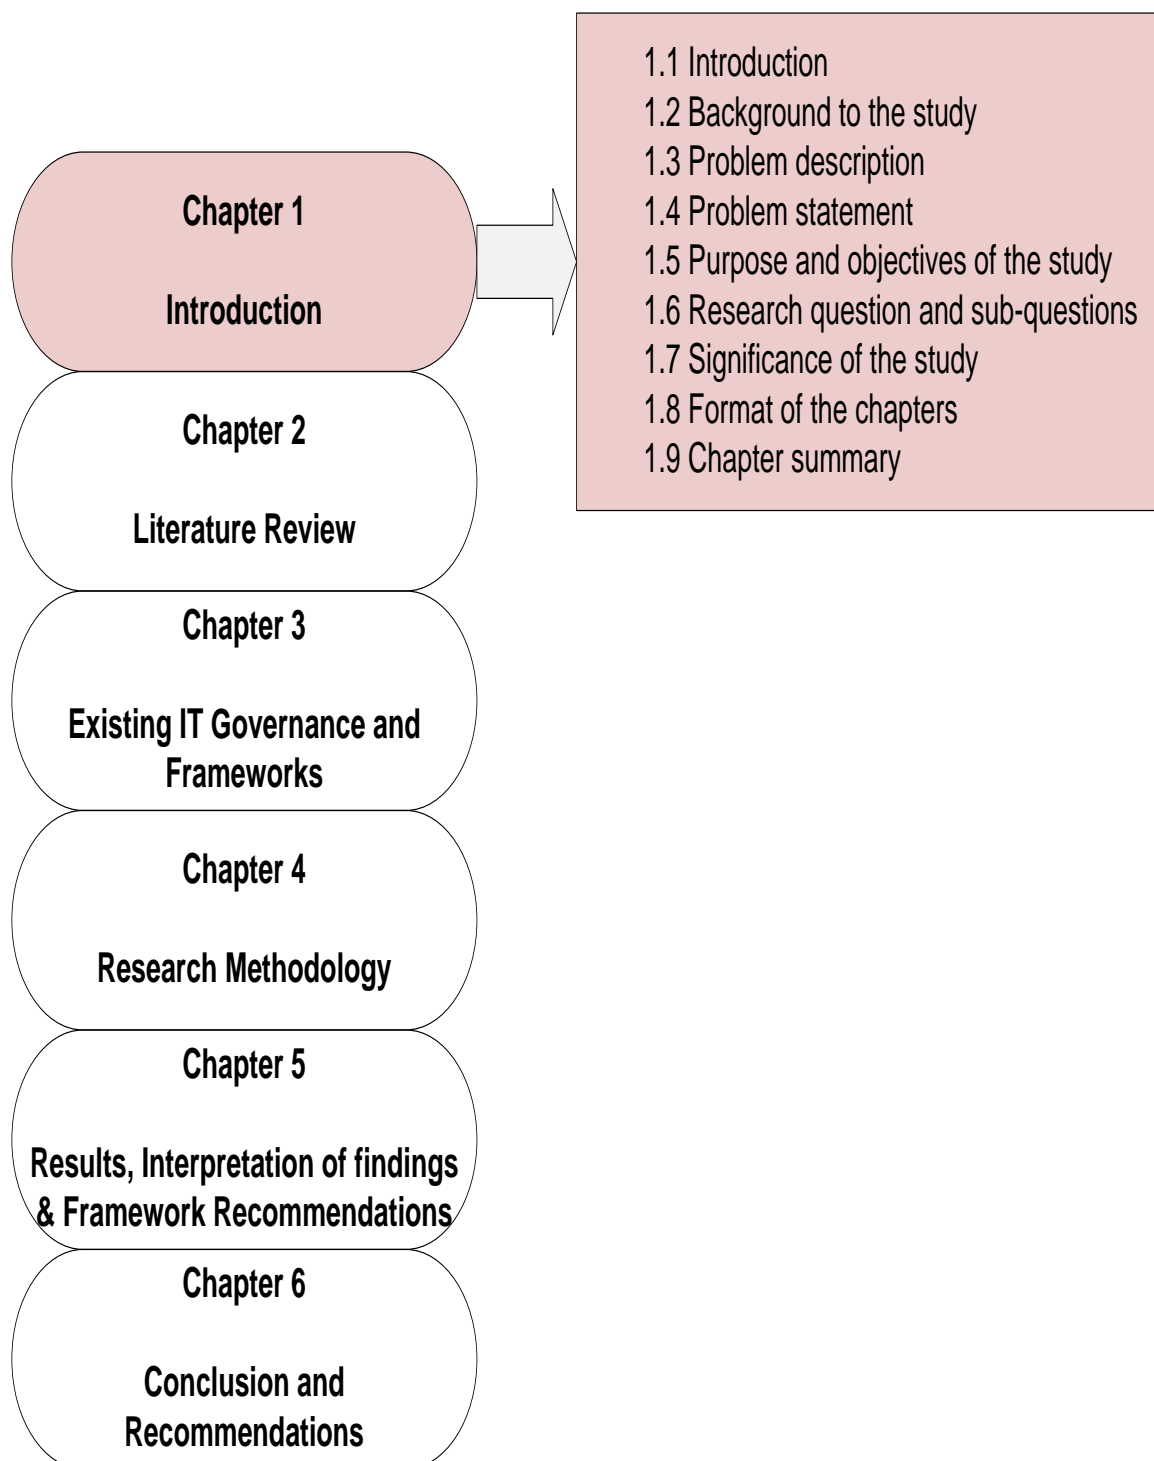 Chapter 1
Introduction
1.1 Introduction
1.2 Background to the study
1.3 Problem description
1.4 Problem statement
1.5 Purpose and objectives of the study
1.6 Research question and sub-questions
1.7 Significance of the study
1.8 Format of the chapters
1.9 Chapter summary
Chapter 2
Literature Review
Chapter 3
Existing IT Governance and
Frameworks
Chapter 4
Research Methodology
Chapter 5
Results, Interpretation of findings
& Framework Recommendations
Chapter 6
Conclusion and
Recommendations